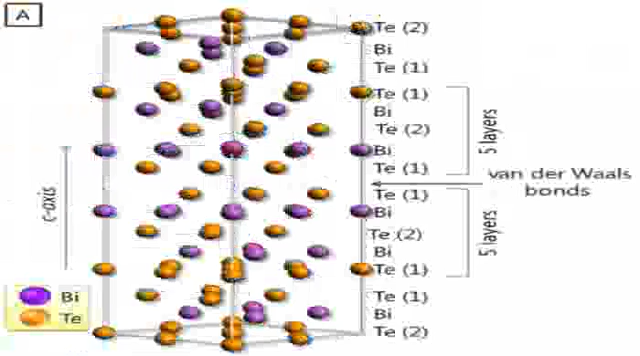 A
Te (2)
Bi
Te (1)
Te (1)
Bi
Te (2)
Bi
Te (1)
5 layers
van der Waals
bonds
Te (1)
Bi
Te (2)
Bi
Te (1)
5 layers
Te (1)
Bi
Te (2)
c-axis
Bi
Te